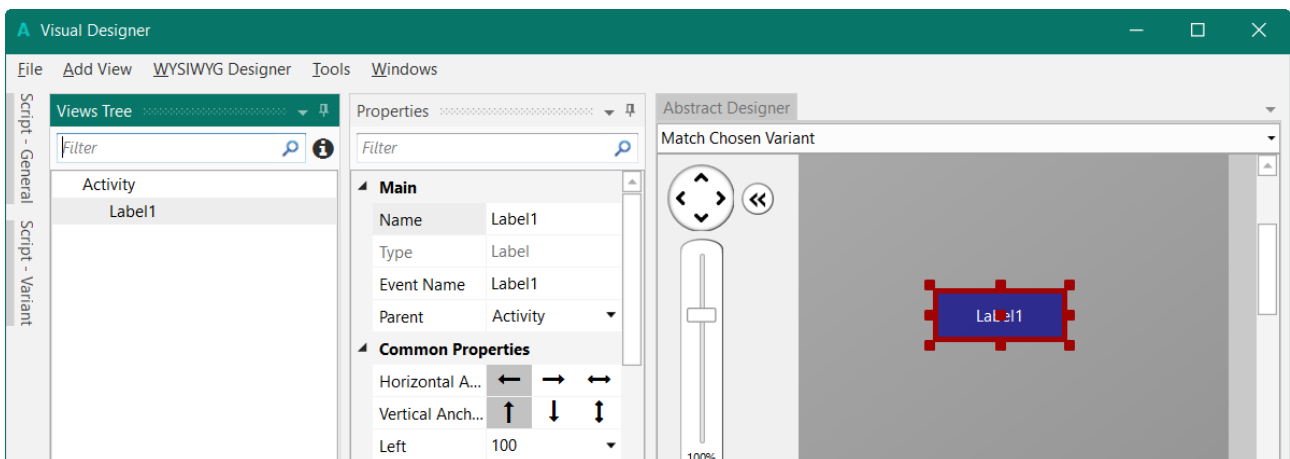 A Visual Designer
File Add View WYSIWYG Designer Tools Windows
Script - General
Script - Variant
Views Tree
Filter
Activity
Label1
Properties
Filter
Main
Name Label1
Type Label
Event Name Label1
Parent Activity
Common Properties
Horizontal A...
Vertical Anch...
Left 100
Abstract Designer
Match Chosen Variant
100%
Label1